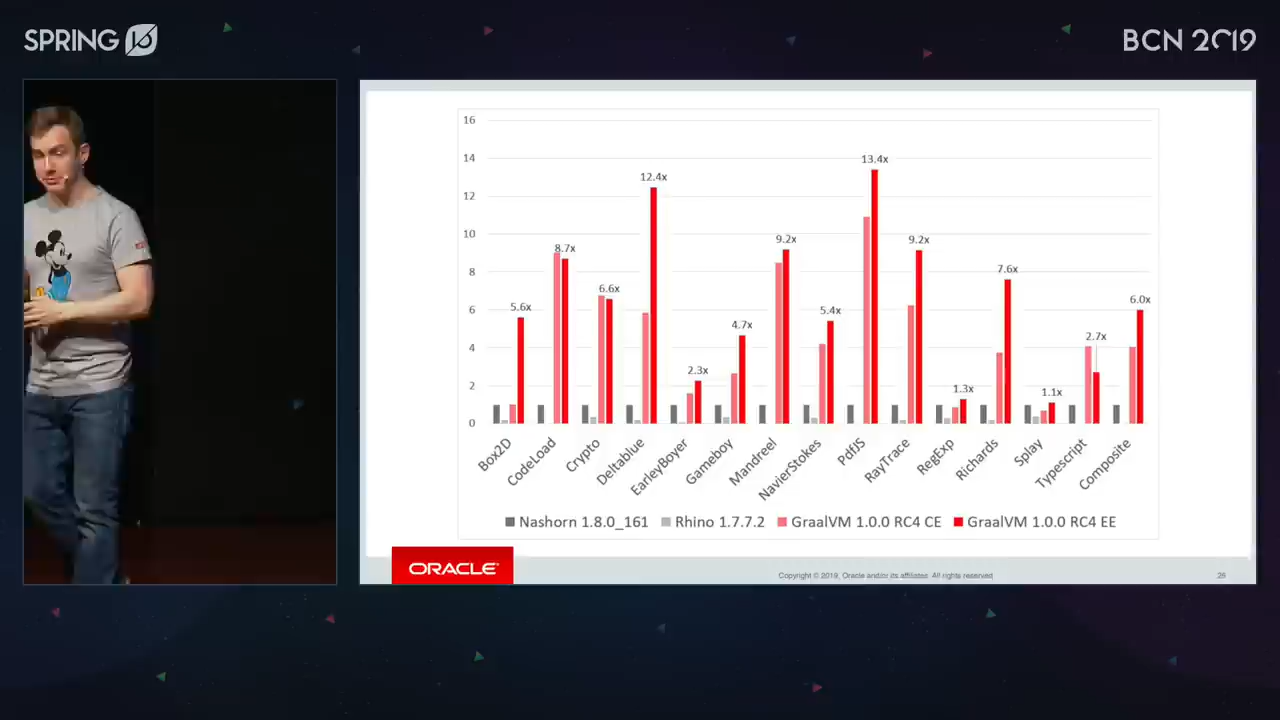 SPRING IO
BCN 2019
16
14
12
10
8
6
4
2
0
5.6x
8.7x
6.6x
12.4x
2.3x
4.7x
9.2x
5.4x
13.4x
9.2x
1.3x
7.6x
1.1x
2.7x
6.0x
Box2D
CodeLoad
Crypto
Deltablue
EarleyBoyer
Gameboy
Mandreel
NavierStokes
PdfJS
RayTrace
RegExp
Richards
Splay
Typescript
Composite
Nashorn 1.8.0_161 Rhino 1.7.7.2 GraalVM 1.0.0 RC4 CE GraalVM 1.0.0 RC4 EE
ORACLE
Copyright © 2019, Oracle and/or its affiliates. All rights reserved.
26